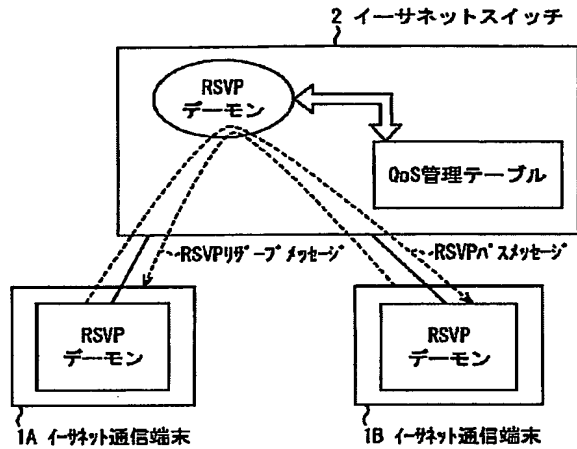 2 イーサネットスイッチ
RSVP
デーモン
QoS管理テーブル
RSVPリザーブメッセージ
RSVPパスメッセージ
RSVP
デーモン
RSVP
デーモン
1A イーサネット通信端末
1B イーサネット通信端末